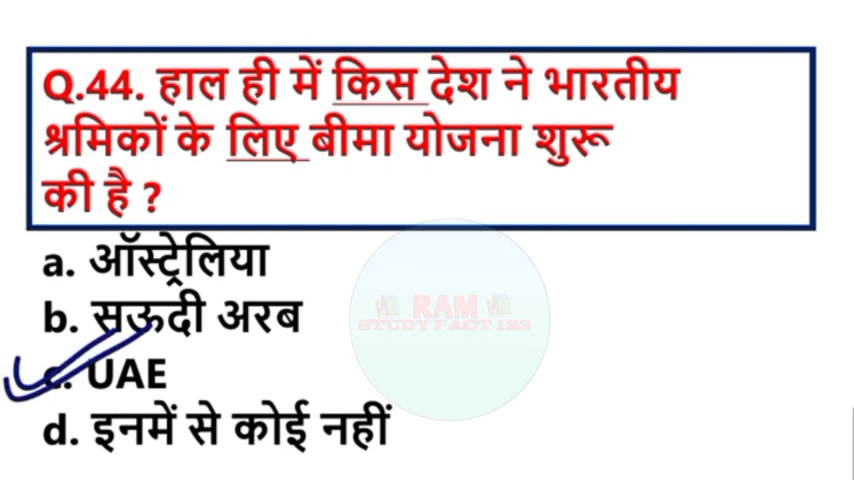 Q.44. हाल ही में किस देश ने भारतीय
श्रमिकों के लिए बीमा योजना शुरू
की है ?
a. ऑस्ट्रेलिया
b. सऊदी अरब
RAM
STUDY FACT 123
c. UAE
d. इनमें से कोई नहीं